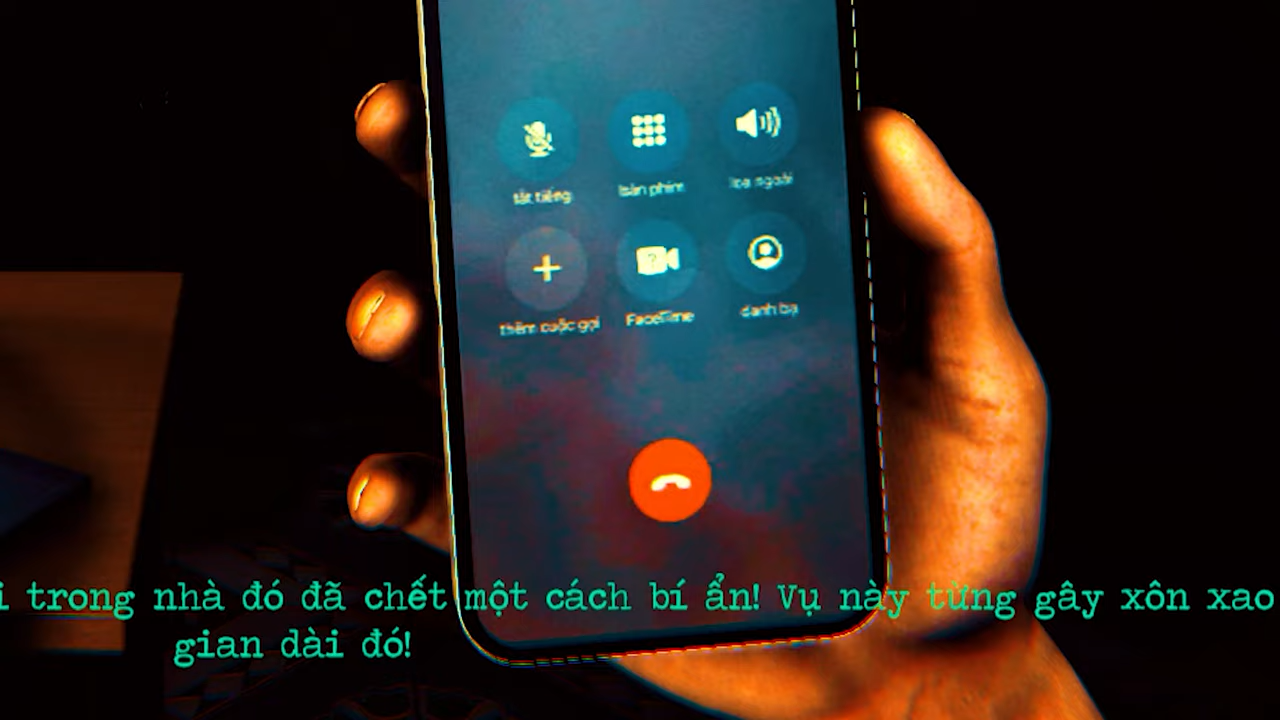 tắt tiếng
bàn phím
loa ngoài
thêm cuộc gọi
FaceTime
danh bạ
trong nhà đó đã chết một cách bí ẩn! Vụ này từng gây xôn xao
gian dài đó!